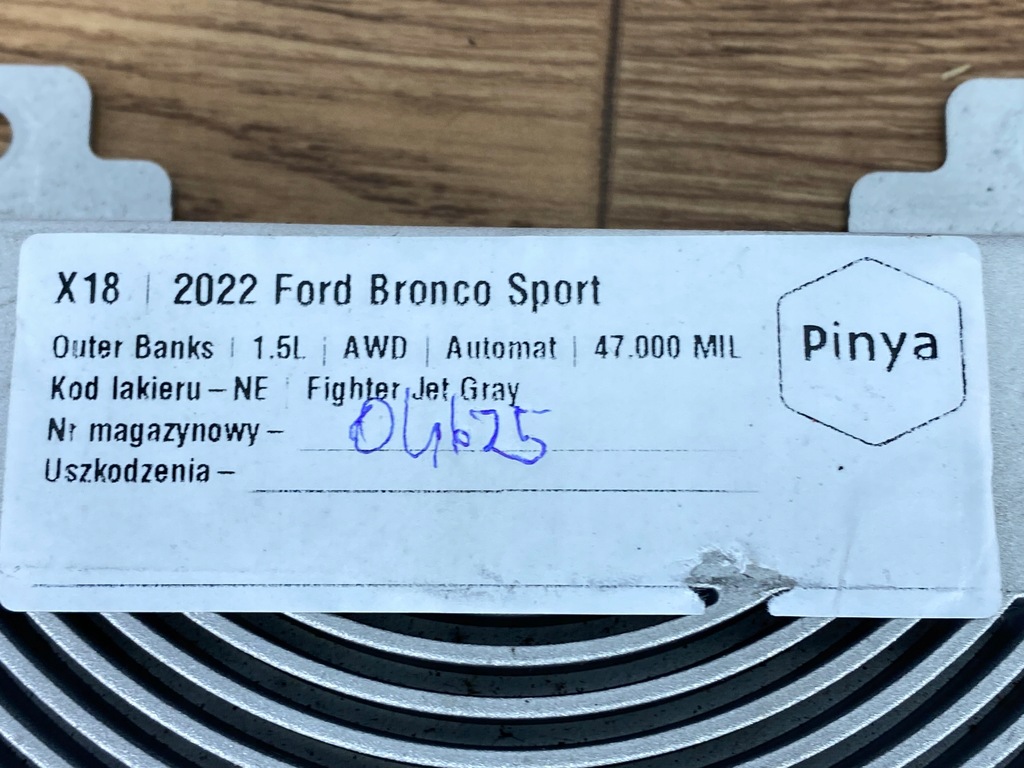 X18 | 2022 Ford Bronco Sport
Outer Banks | 1.5L | AWD | Automat | 47.000 MIL
Kod lakieru – NE | Fighter Jet Gray
Nr magazynowy – 04625
Uszkodzenia –
Pinya